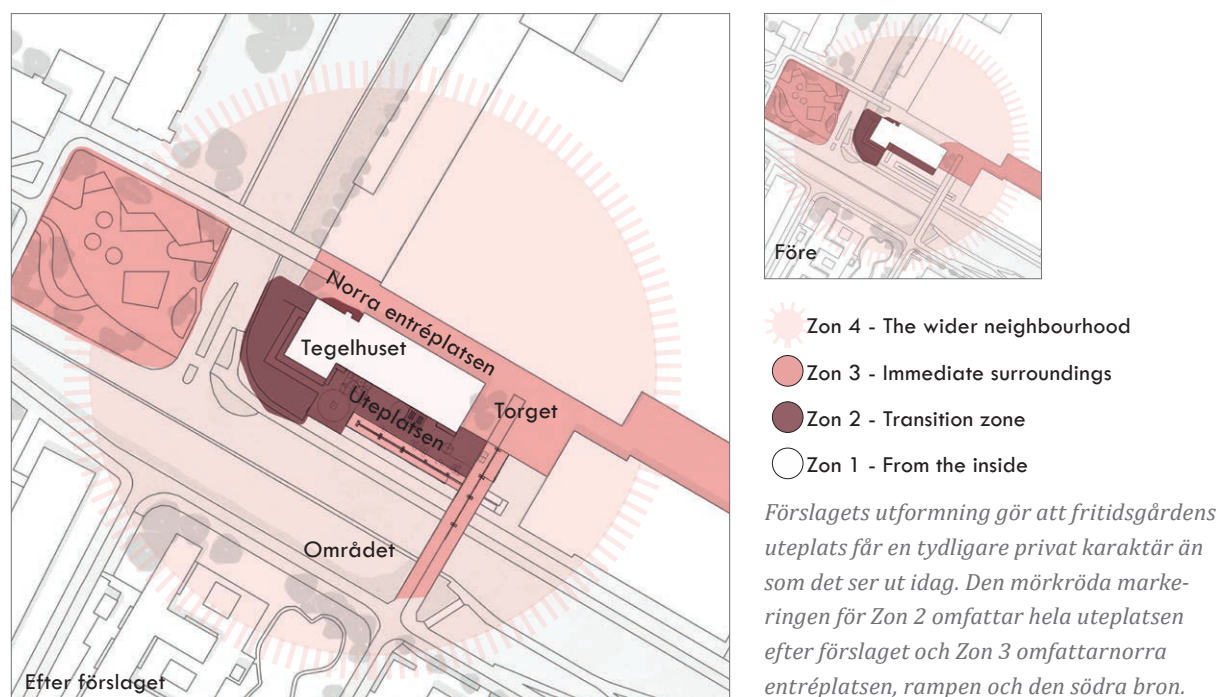 Norra entréplatsen
Tegelhuset
Uteplatsen
Torget
Området
Efter förslaget
Före
Zon 4 - The wider neighbourhood
Zon 3 - Immediate surroundings
Zon 2 - Transition zone
Zon 1 - From the inside
Förslagets utformning gör att fritidsgårdens
uteplats får en tydligare privat karaktär än
som det ser ut idag. Den mörkröda marke-
ringen för Zon 2 omfattar hela uteplatsen
efter förslaget och Zon 3 omfattarnorra
entréplatsen, rampen och den södra bron.